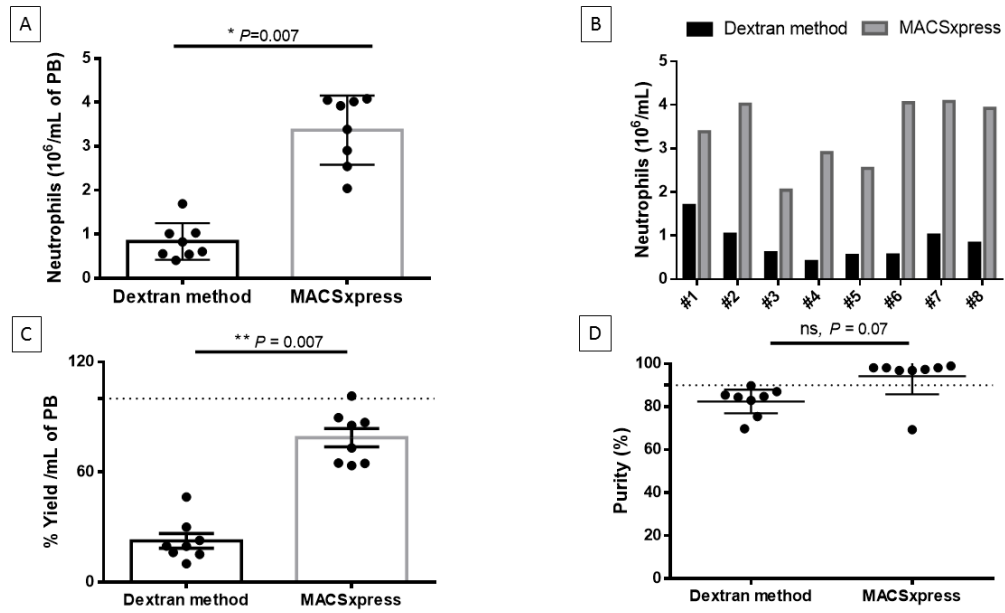 A
* P=0.007
Neutrophils (10⁶/mL of PB)
5
4
3
2
1
0
Dextran method MACSxpress
B
Dextran method MACSxpress
Neutrophils (10⁶/mL)
5
4
3
2
1
0
#1 #2 #3 #4 #5 #6 #7 #8
C
** P = 0.007
% Yield /mL of PB
120
60
0
Dextran method MACSxpress
D
ns, P = 0.07
Purity (%)
100
80
60
40
20
0
Dextran method MACSxpress